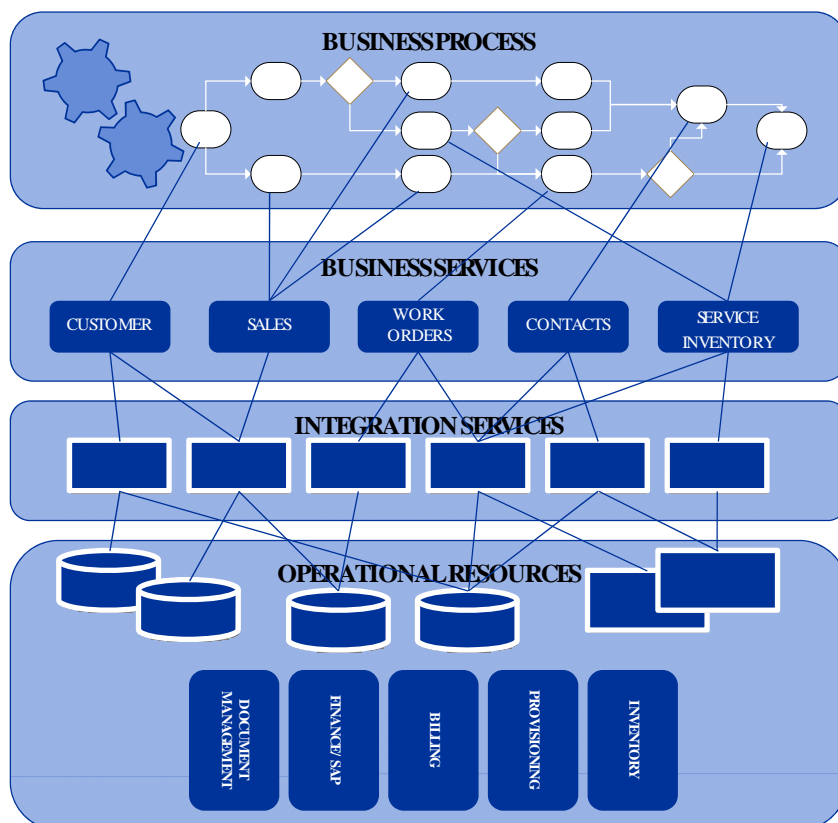 BUSINESS PROCESS
BUSINESS SERVICES
CUSTOMER
SALES
WORK
ORDERS
CONTACTS
SERVICE
INVENTORY
INTEGRATION SERVICES
OPERATIONAL RESOURCES
DOCUMENT
MANAGEMENT
FINANCE/ SAP
BILLING
PROVISIONING
INVENTORY